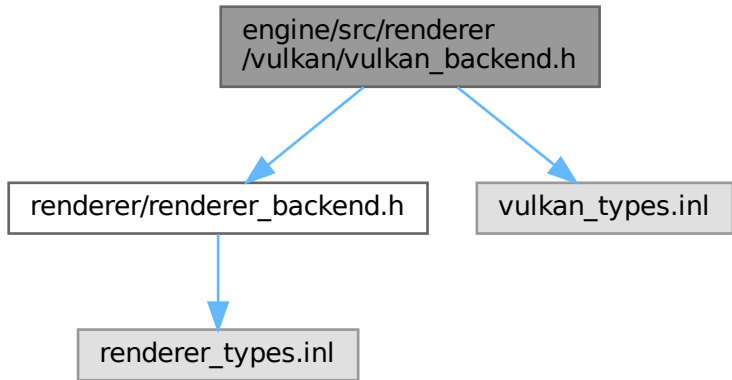 engine/src/renderer
/vulkan/vulkan_backend.h
renderer/renderer_backend.h
vulkan_types.inl
renderer_types.inl